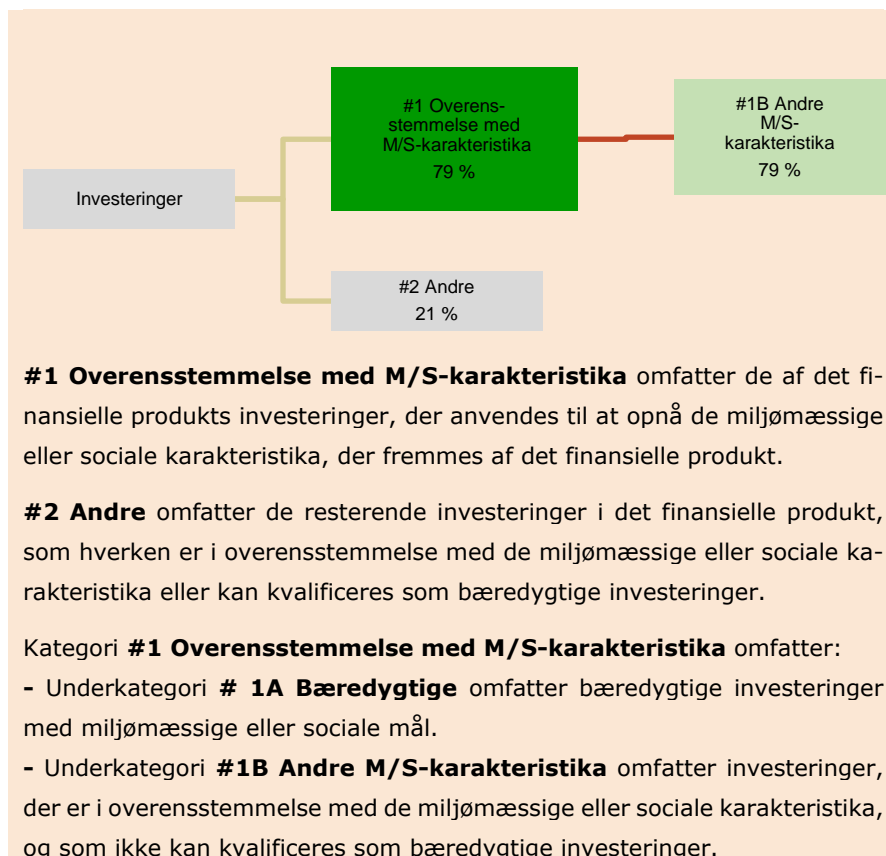 #1 Overens-
stemmelse med
M/S-karakteristika
79 %
#1B Andre
M/S-
karakteristika
79 %
Investeringer
#2 Andre
21 %
#1 Overensstemmelse med M/S-karakteristika omfatter de af det fi-
nansielle produkts investeringer, der anvendes til at opnå de miljømæssige
eller sociale karakteristika, der fremmes af det finansielle produkt.
#2 Andre omfatter de resterende investeringer i det finansielle produkt,
som hverken er i overensstemmelse med de miljømæssige eller sociale ka-
rakteristika eller kan kvalificeres som bæredygtige investeringer.
Kategori #1 Overensstemmelse med M/S-karakteristika omfatter:
- Underkategori # 1A Bæredygtige omfatter bæredygtige investeringer
med miljømæssige eller sociale mål.
- Underkategori #1B Andre M/S-karakteristika omfatter investeringer,
der er i overensstemmelse med de miljømæssige eller sociale karakteristika,
og som ikke kan kvalificeres som bæredygtige investeringer.